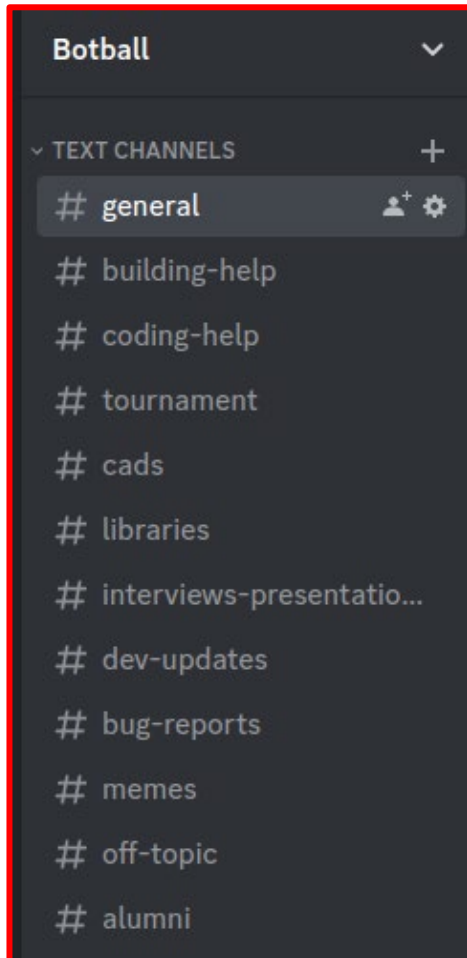 Botball
TEXT CHANNELS
# general
# building-help
# coding-help
# tournament
# cads
# libraries
# interviews-presentatio...
# dev-updates
# bug-reports
# memes
# off-topic
# alumni